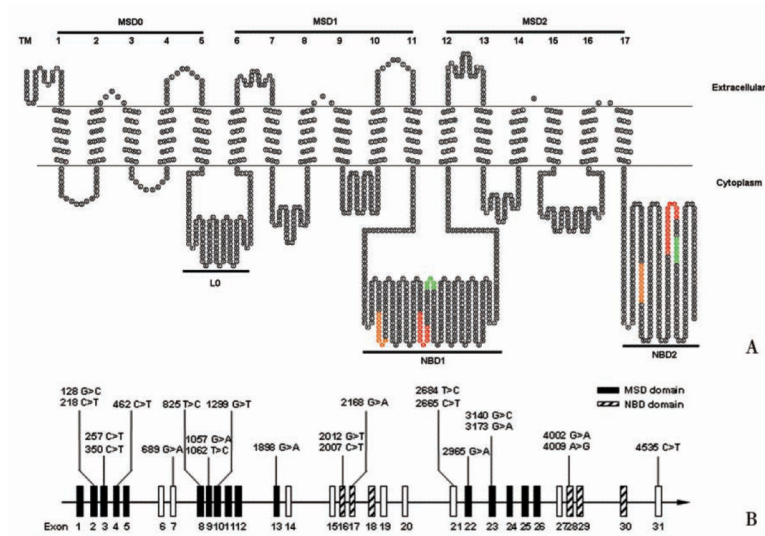 MSD0 MSD1 MSD2
TM 1 2 3 4 5 6 7 8 9 10 11 12 13 14 15 16 17
Extracellular
Cytoplasm
L0
NBD1
NBD2
A
128 G>C
218 C>T
462 C>T
825 T>C
1299 G>T
2168 G>A
2684 T>C
2665 C>T
MSD domain
NBD domain
257 C>T
350 C>T
689 G>A
1057 G>A
1062 T>C
1898 G>A
2012 G>T
2007 C>T
2965 G>A
3140 G>C
3173 G>A
4002 G>A
4009 A>G
4535 C>T
Exon 1 2 3 4 5 6 7 8 9 10 11 12 13 14 15 16 17 18 19 20 21 22 23 24 25 26 27 28 29 30 31
B